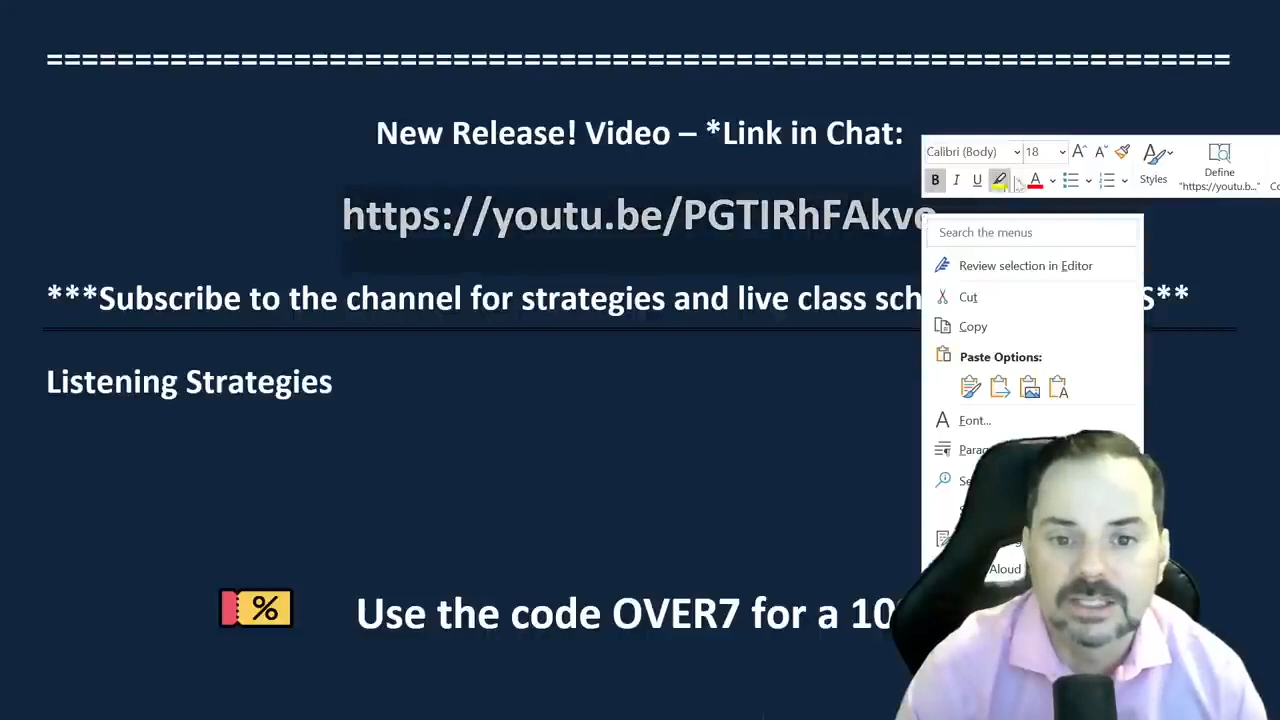 =====================================================================
New Release! Video – *Link in Chat:
Calibri (Body) 18
Styles
Define
"https://youtu.b..."
B I U A
https://youtu.be/PGTIRhFAkvo
Search the menus
Review selection in Editor
***Subscribe to the channel for strategies and live class sch S**
Cut
Copy
Paste Options:
Listening Strategies
Font...
Aloud
% Use the code OVER7 for a 10